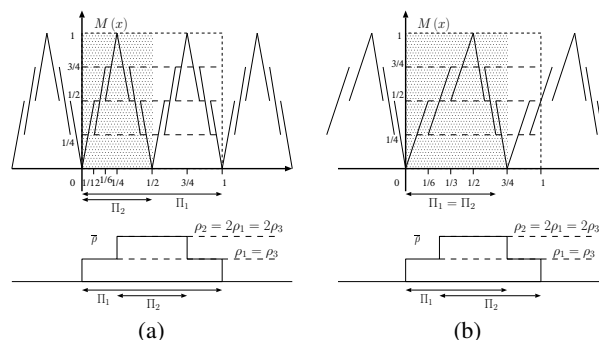 M (x)
1
3/4
1/2
1/4
0 1/12 1/6 1/4 1/2 3/4 1
Π₂ Π₁
p̅ ρ₂ = 2ρ₁ = 2ρ₃
ρ₁ = ρ₃
Π₁ Π₂
(a)
M (x)
1
3/4
1/2
1/4
0 1/6 1/3 1/2 3/4 1
Π₁ = Π₂
p̅ ρ₂ = 2ρ₁ = 2ρ₃
ρ₁ = ρ₃
Π₁ Π₂
(b)